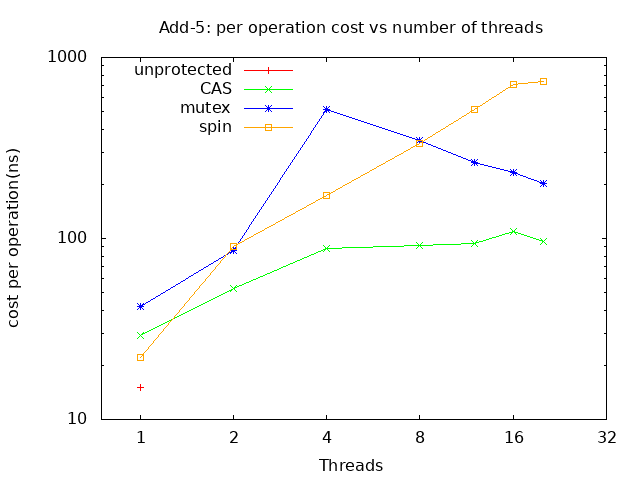 Add-5: per operation cost vs number of threads
1000
unprotected
CAS
mutex
spin
cost per operation(ns)
100
10
1 2 4 8 16 32
Threads